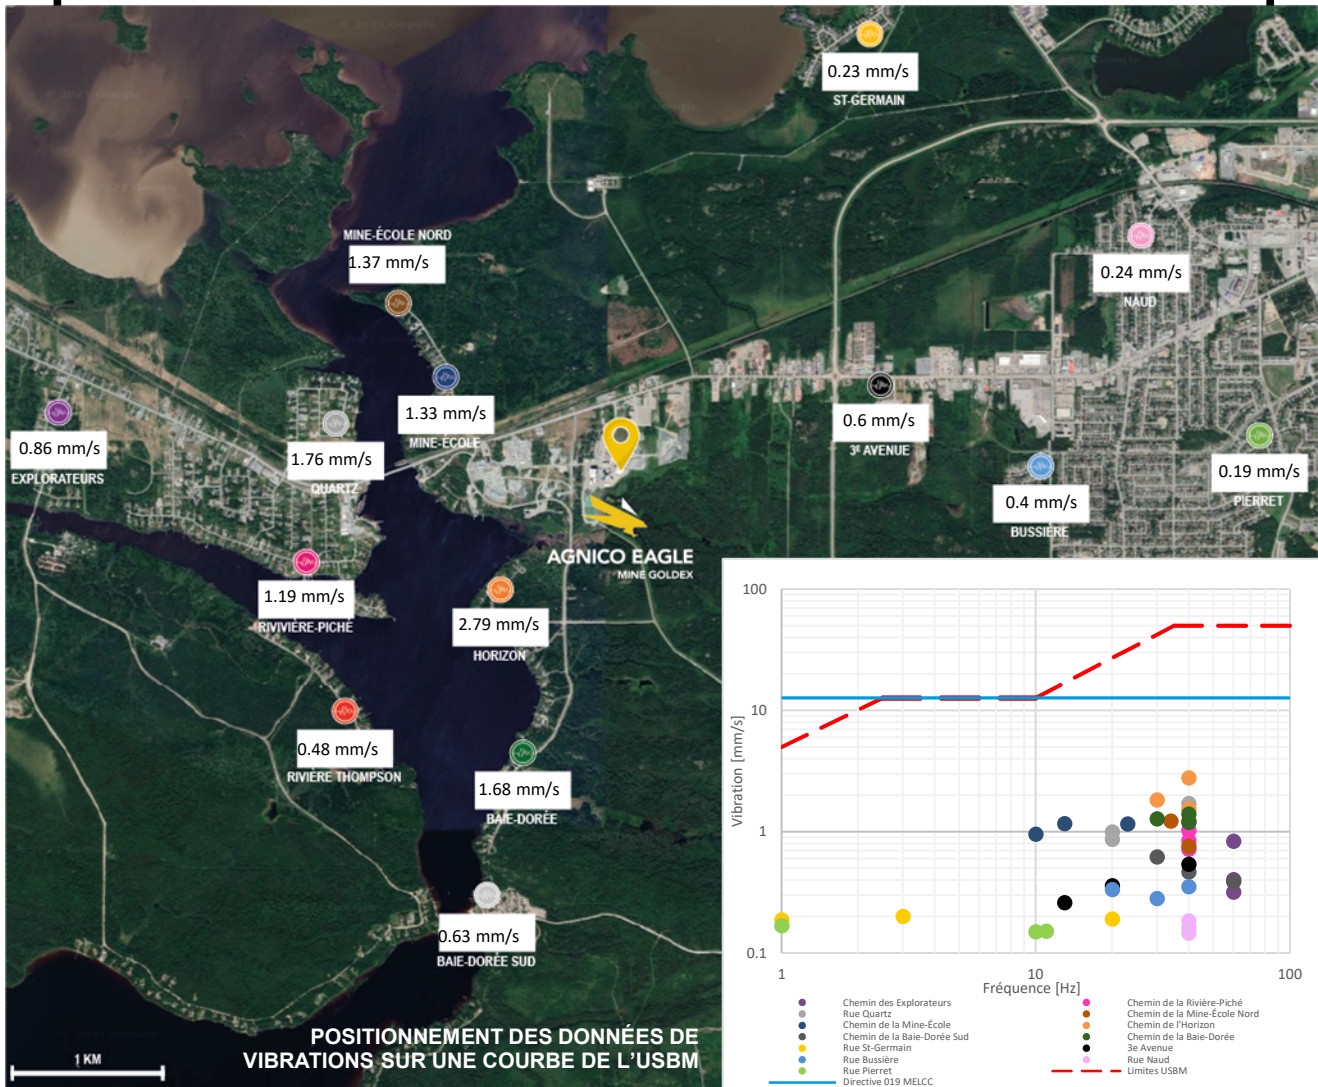 0.23 mm/s
ST-GERMAIN
MINE-ÉCOLE NORD
1.37 mm/s
0.24 mm/s
NAUD
1.33 mm/s
MINE-ÉCOLE
0.86 mm/s
EXPLORATEURS
1.76 mm/s
QUARTZ
0.6 mm/s
3E AVENUE
0.4 mm/s
BUSSIÈRE
0.19 mm/s
PIERRET
AGNICO EAGLE
MINE GOLDEX
1.19 mm/s
RIVIVIÈRE-PICHÉ
2.79 mm/s
HORIZON
0.48 mm/s
RIVIÈRE THOMPSON
1.68 mm/s
BAIE-DORÉE
0.63 mm/s
BAIE-DORÉE SUD
POSITIONNEMENT DES DONNÉES DE
VIBRATIONS SUR UNE COURBE DE L'USBM
1 KM
100
10
1
0.1
Vibration [mm/s]
1
10
100
Fréquence [Hz]
Chemin des Explorateurs
Chemin de la Rivière-Piché
Rue Quartz
Chemin de la Mine-École Nord
Chemin de la Mine-École
Chemin de l'Horizon
Chemin de la Baie-Dorée Sud
Chemin de la Baie-Dorée
Rue St-Germain
3e Avenue
Rue Bussière
Rue Naud
Rue Pierret
Limites USBM
Directive 019 MELCC